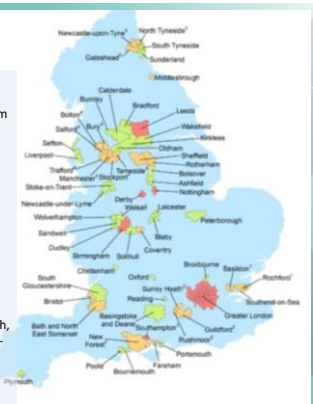 Newcastle-upon-Tyne
North Tyneside
South Tyneside
Gateshead
Sunderland
Middlesbrough
Calderdale
Burnley
Bradford
Bolton
Leeds
Salford
Bury
Wakefield
Kirklees
Sefton
Oldham
Liverpool
Sheffield
Rotherham
Trafford
Tameside
Manchester
Stockport
Bolsover
Stoke-on-Trent
Ashfield
Nottingham
Newcastle-under-Lyme
Derby
Walsall
Leicester
Wolverhampton
Peterborough
Sandwell
Blaby
Dudley
Coventry
Birmingham
Solihull
Broxbourne
Cheltenham
Basildon
South
Gloucestershire
Oxford
Rochford
Surrey Heath
Reading
Bristol
Southend-on-Sea
Basingstoke
and Deane
Greater London
Bath and North
East Somerset
Southampton
Guildford
New
Forest
Rushmoor
Portsmouth
Fareham
Poole
Bournemouth
Plymouth